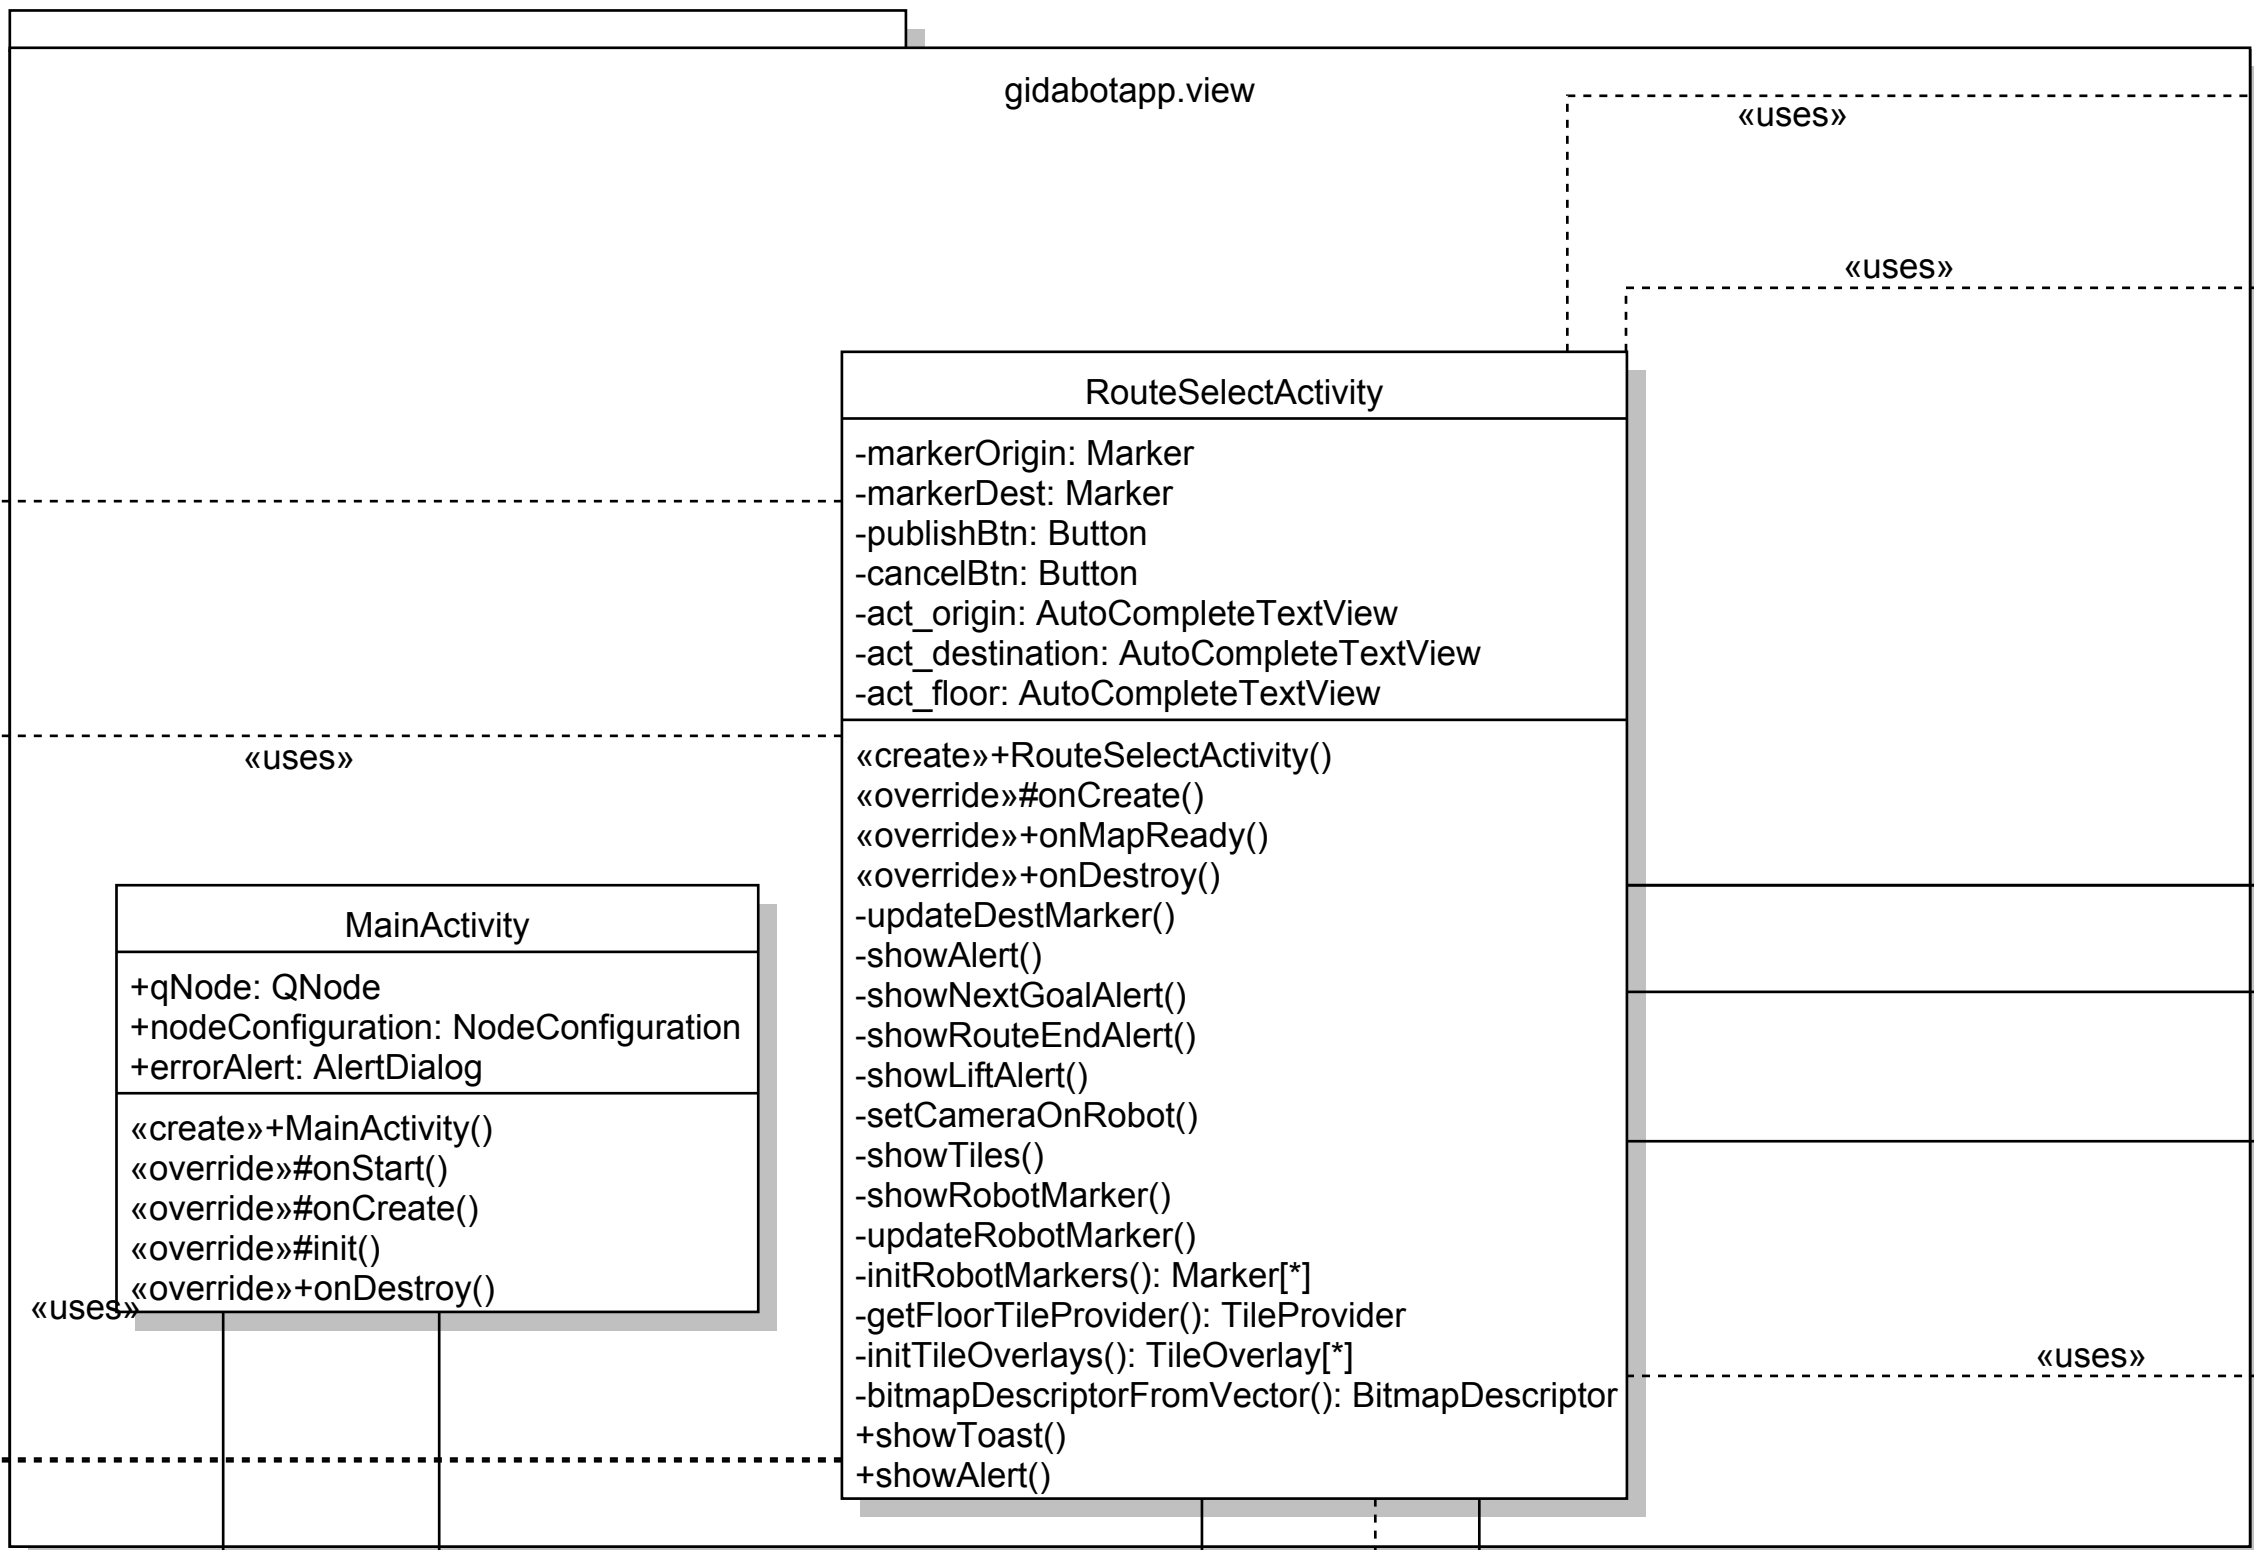 gidabotapp.view
«uses»
«uses»
RouteSelectActivity
-markerOrigin: Marker
-markerDest: Marker
-publishBtn: Button
-cancelBtn: Button
-act_origin: AutoCompleteTextView
-act_destination: AutoCompleteTextView
-act_floor: AutoCompleteTextView
«create»+RouteSelectActivity()
«override»#onCreate()
«override»+onMapReady()
«override»+onDestroy()
-updateDestMarker()
-showAlert()
-showNextGoalAlert()
-showRouteEndAlert()
-showLiftAlert()
-setCameraOnRobot()
-showTiles()
-showRobotMarker()
-updateRobotMarker()
-initRobotMarkers(): Marker[*]
-getFloorTileProvider(): TileProvider
-initTileOverlays(): TileOverlay[*]
-bitmapDescriptorFromVector(): BitmapDescriptor
+showToast()
+showAlert()
«uses»
MainActivity
+qNode: QNode
+nodeConfiguration: NodeConfiguration
+errorAlert: AlertDialog
«create»+MainActivity()
«override»#onStart()
«override»#onCreate()
«override»#init()
«override»+onDestroy()
«uses»
«uses»